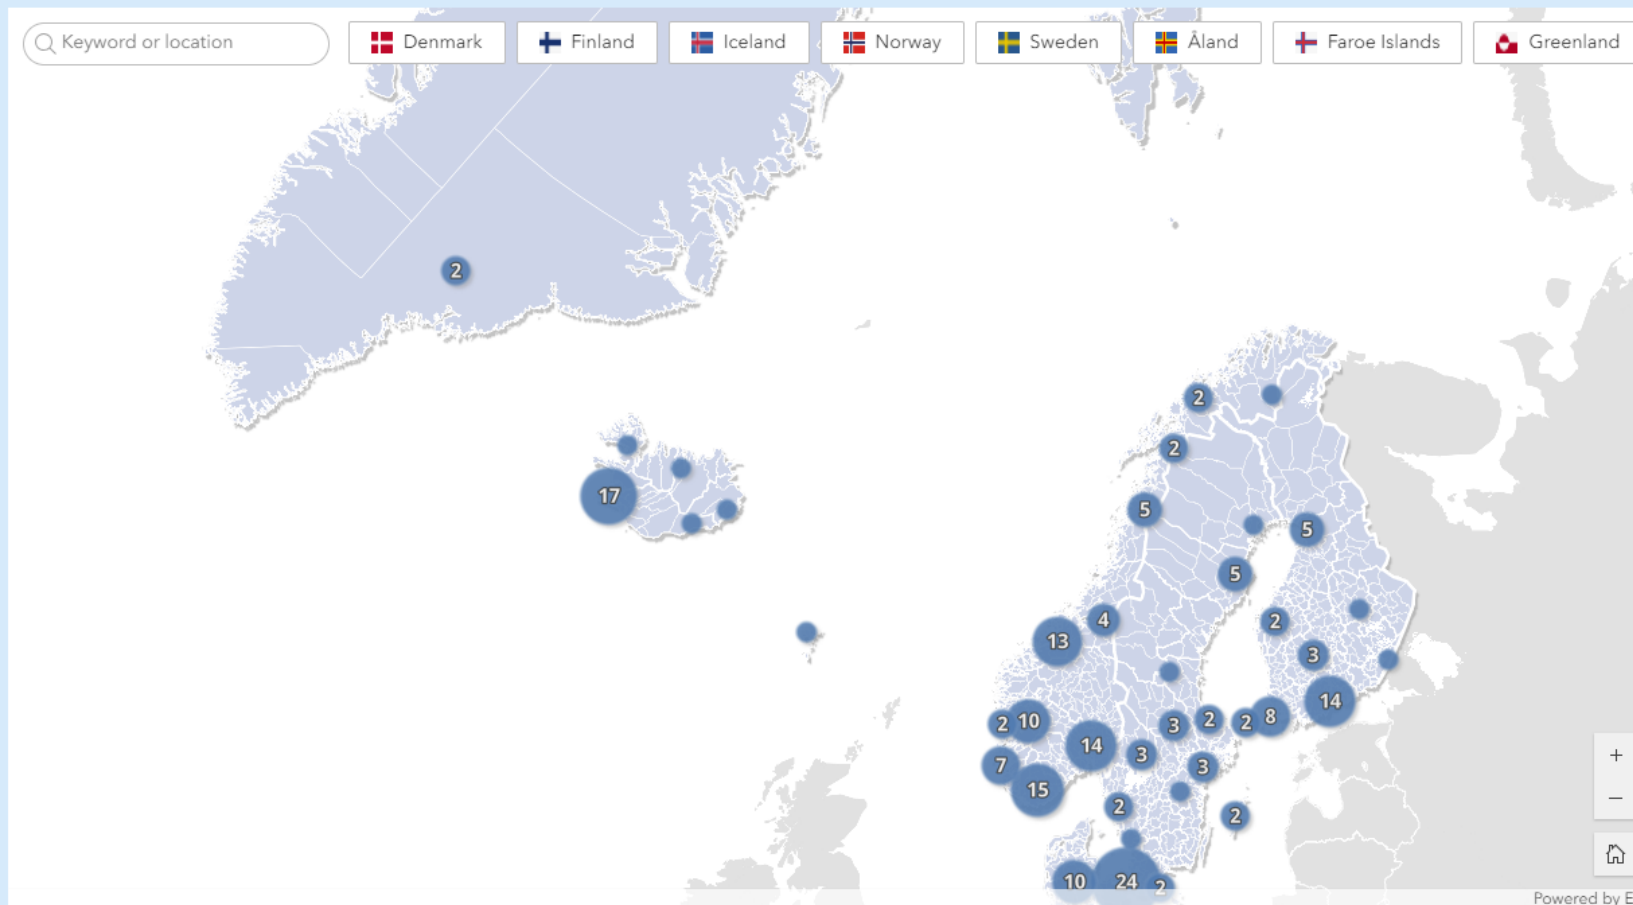 Keyword or location
Denmark
Finland
Iceland
Norway
Sweden
Åland
Faroe Islands
Greenland
2
2
2
17
5
5
5
4
2
13
3
14
2 10
3
2
2 8
14
3
7
3
15
2
2
10
24
2
+
−
Powered by E